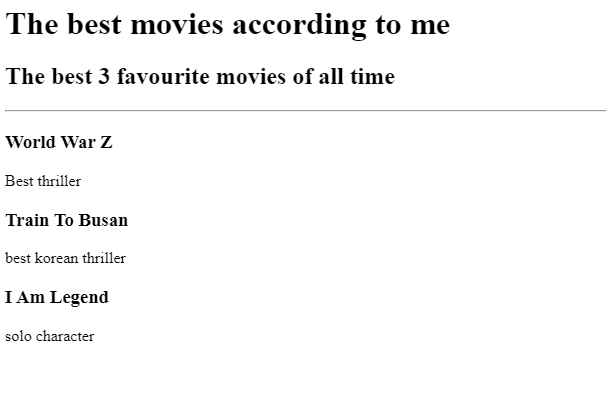 The best movies according to me
The best 3 favourite movies of all time
World War Z
Best thriller
Train To Busan
best korean thriller
I Am Legend
solo character